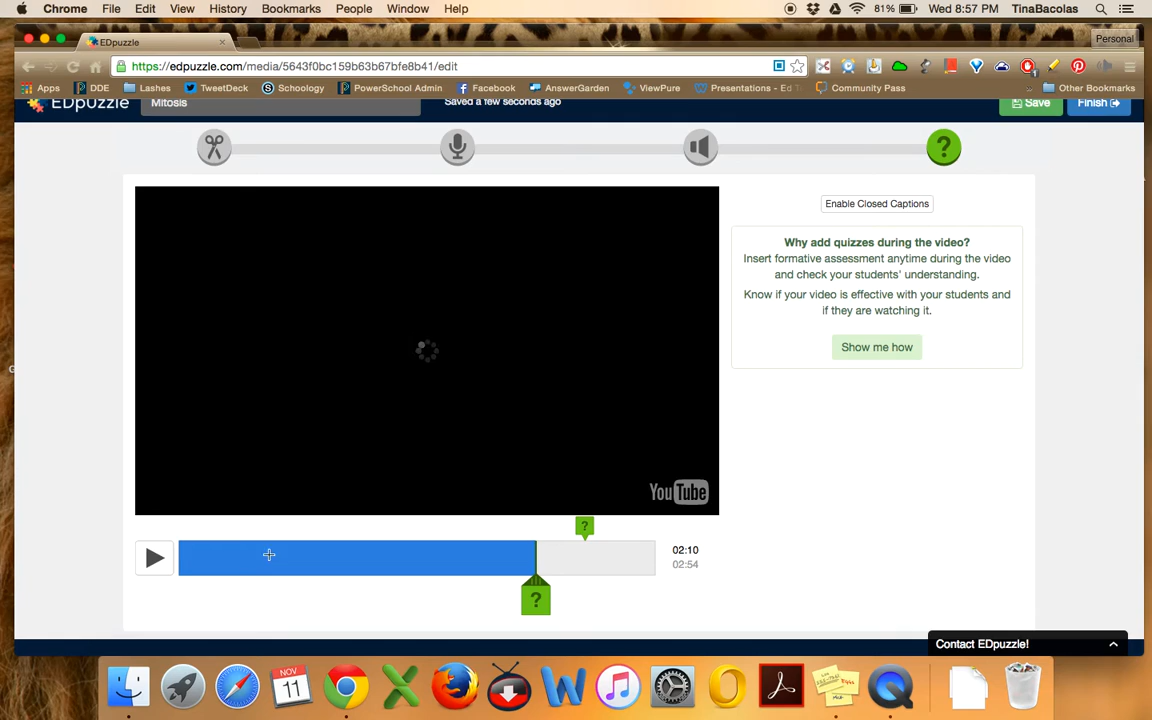 Chrome File Edit View History Bookmarks People Window Help 81% Wed 8:57 PM TinaBacolas
EDpuzzle
Personal
https://edpuzzle.com/media/5643f0bc159b63b67bfe8b41/edit
Apps DDE Lashes TweetDeck Schoology PowerSchool Admin Facebook AnswerGarden ViewPure Presentations - Ed T Community Pass » Other Bookmarks
EDpuzzle Mitosis Saved a few seconds ago Save Finish
?
Enable Closed Captions
Why add quizzes during the video?
Insert formative assessment anytime during the video
and check your students' understanding.
Know if your video is effective with your students and
if they are watching it.
Show me how
YouTube
?
02:10
02:54
?
Contact EDpuzzle!
NOV
11